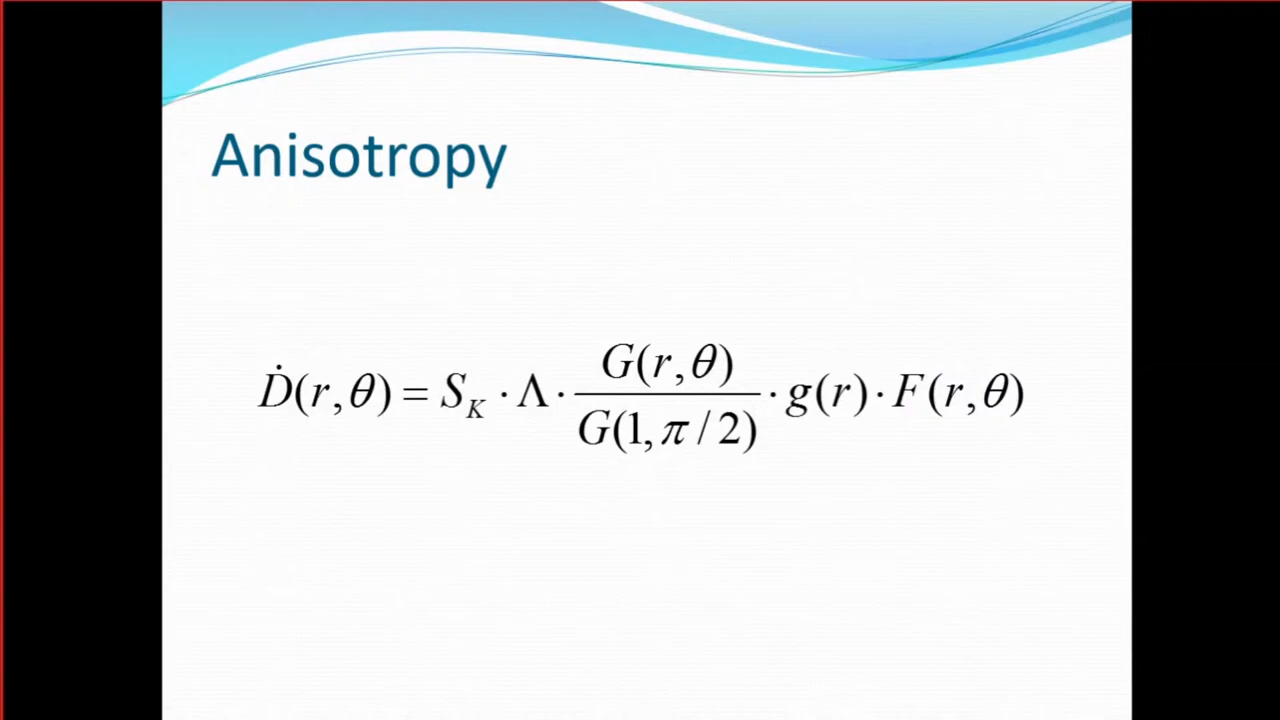 Anisotropy
Ḋ(r,θ) = S_K · Λ · G(r,θ) / G(1,π/2) · g(r) · F(r,θ)